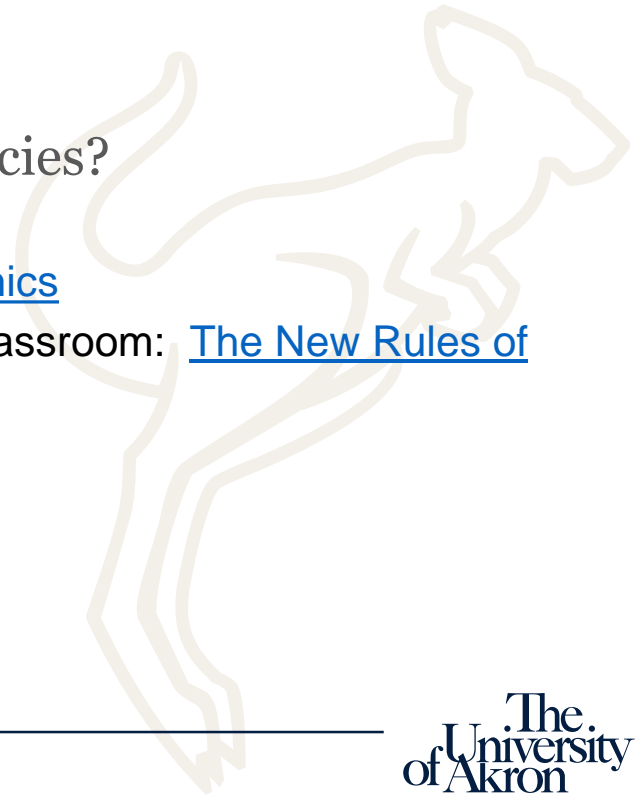 cies?
nics
assroom: The New Rules of
The
University
of Akron